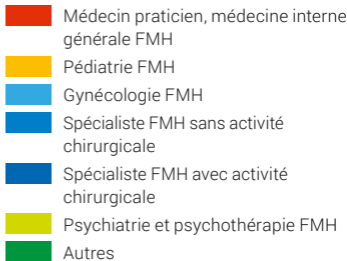 Médecin praticien, médecine interne
générale FMH
Pédiatrie FMH
Gynécologie FMH
Spécialiste FMH sans activité
chirurgicale
Spécialiste FMH avec activité
chirurgicale
Psychiatrie et psychothérapie FMH
Autres